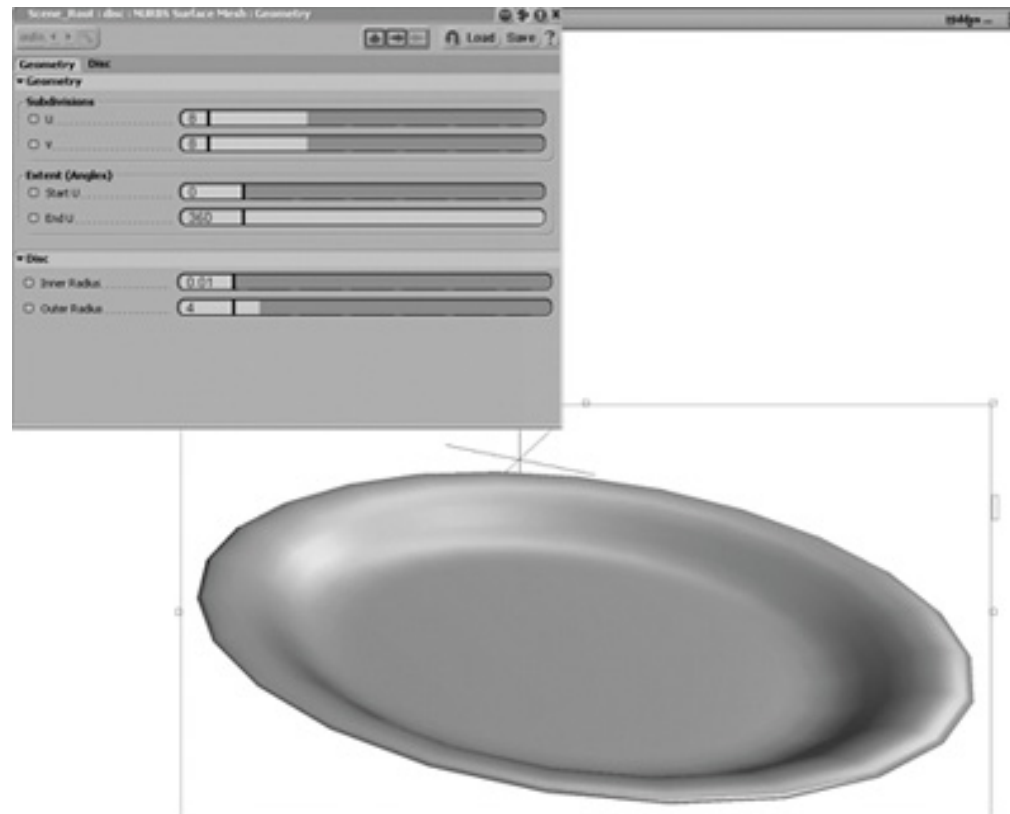 Scene_Root : disc : NURBS Surface Mesh : Geometry
Load Save ?
Geometry Disc
Geometry
Subdivisions
U 8
V 8
Extent (Angles)
Start U 0
End U 360
Disc
Inner Radius 0.01
Outer Radius 4